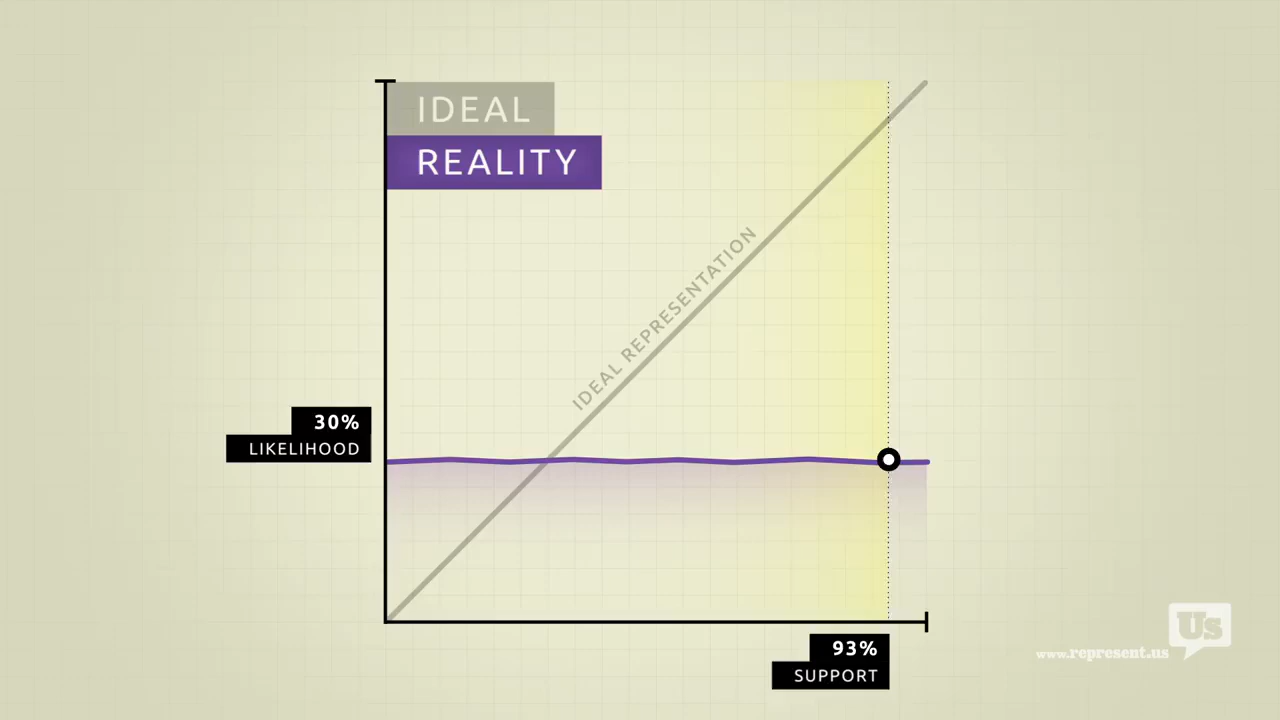 IDEAL
REALITY
IDEAL REPRESENTATION
30%
LIKELIHOOD
93%
SUPPORT
Us
www.represent.us